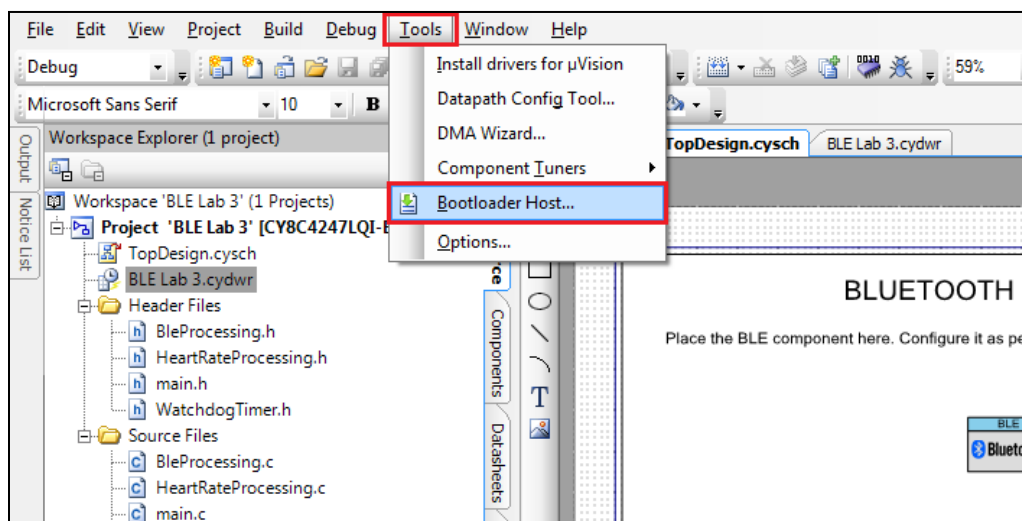 File Edit View Project Build Debug Tools Window Help
Debug 59%
Microsoft Sans Serif 10 B
Install drivers for µVision
Datapath Config Tool...
DMA Wizard...
Component Tuners
Bootloader Host...
Options...
Output
Notice List
Workspace Explorer (1 project)
Workspace 'BLE Lab 3' (1 Projects)
Project 'BLE Lab 3' [CY8C4247LQI-
TopDesign.cysch
BLE Lab 3.cydwr
Header Files
BleProcessing.h
HeartRateProcessing.h
main.h
WatchdogTimer.h
Source Files
BleProcessing.c
HeartRateProcessing.c
main.c
Components
Datasheets
T
TopDesign.cysch BLE Lab 3.cydwr
BLUETOOTH
Place the BLE component here. Configure it as
BLE